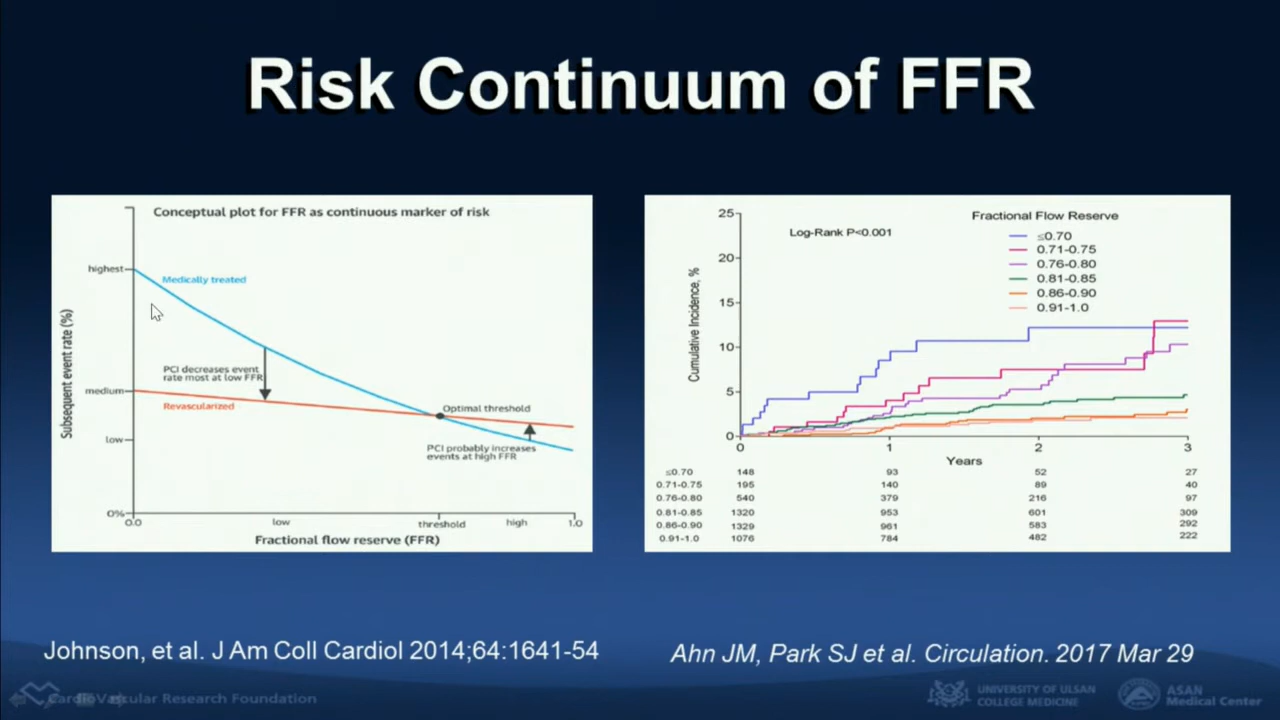 Risk Continuum of FFR
Conceptual plot for FFR as continuous marker of risk
Subsequent event rate (%)
highest
medium
low
0%
Medically treated
PCI decreases event
rate most at low FFR
Revascularized
Optimal threshold
PCI probably increases
events at high FFR
0.0 low threshold high 1.0
Fractional flow reserve (FFR)
Cumulative Incidence, %
25
20
15
10
5
0
Log-Rank P<0.001
Fractional Flow Reserve
≤0.70
0.71-0.75
0.76-0.80
0.81-0.85
0.86-0.90
0.91-1.0
0 1 2 3
Years
≤0.70 148 93 52 27
0.71-0.75 195 140 89 40
0.76-0.80 540 379 216 97
0.81-0.85 1320 953 601 309
0.86-0.90 1329 961 583 292
0.91-1.0 1076 784 482 222
Johnson, et al. J Am Coll Cardiol 2014;64:1641-54
Ahn JM, Park SJ et al. Circulation. 2017 Mar 29
CardioVascular Research Foundation
UNIVERSITY OF ULSAN
COLLEGE MEDICINE
ASAN
Medical Center